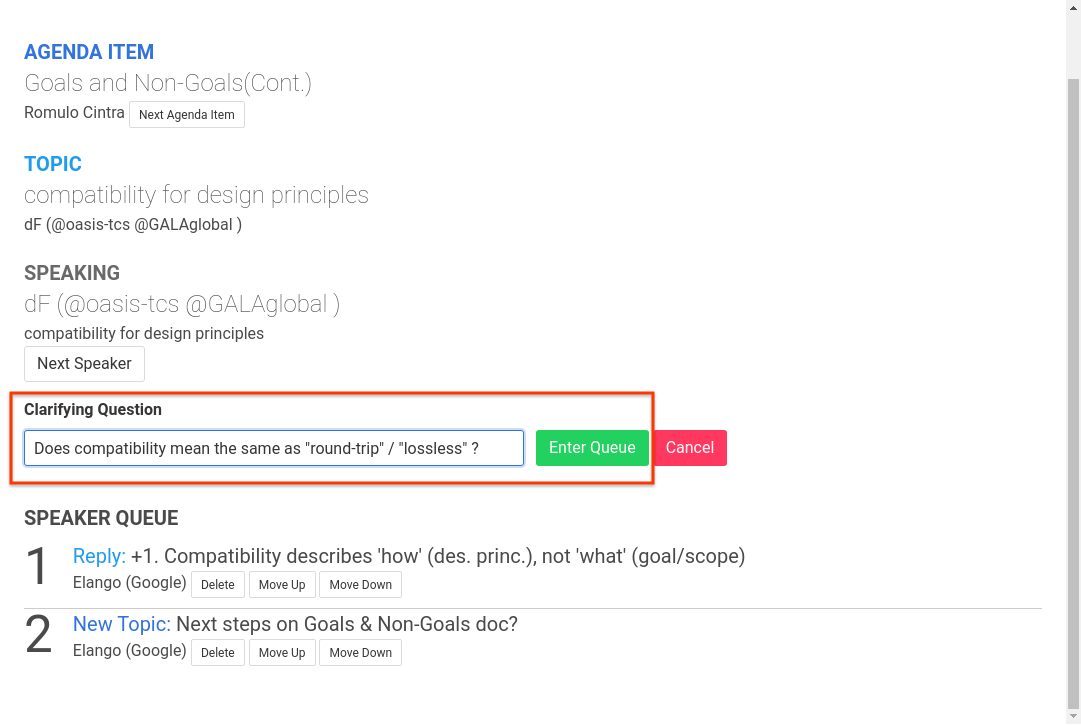 AGENDA ITEM
Goals and Non-Goals(Cont.)
Romulo Cintra Next Agenda Item
TOPIC
compatibility for design principles
dF (@oasis-tcs @GALAglobal )
SPEAKING
dF (@oasis-tcs @GALAglobal )
compatibility for design principles
Next Speaker
Clarifying Question
Does compatibility mean the same as "round-trip" / "lossless" ? Enter Queue Cancel
SPEAKER QUEUE
1 Reply: +1. Compatibility describes 'how' (des. princ.), not 'what' (goal/scope)
Elango (Google) Delete Move Up Move Down
2 New Topic: Next steps on Goals & Non-Goals doc?
Elango (Google) Delete Move Up Move Down